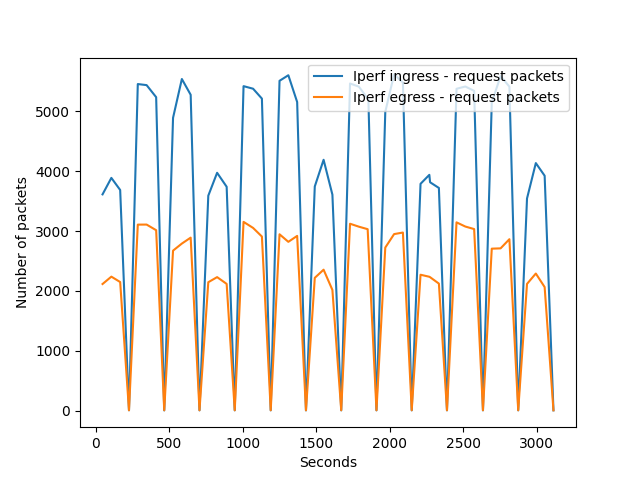 Iperf ingress - request packets
Iperf egress - request packets
Number of packets
5000
4000
3000
2000
1000
0
0 500 1000 1500 2000 2500 3000
Seconds